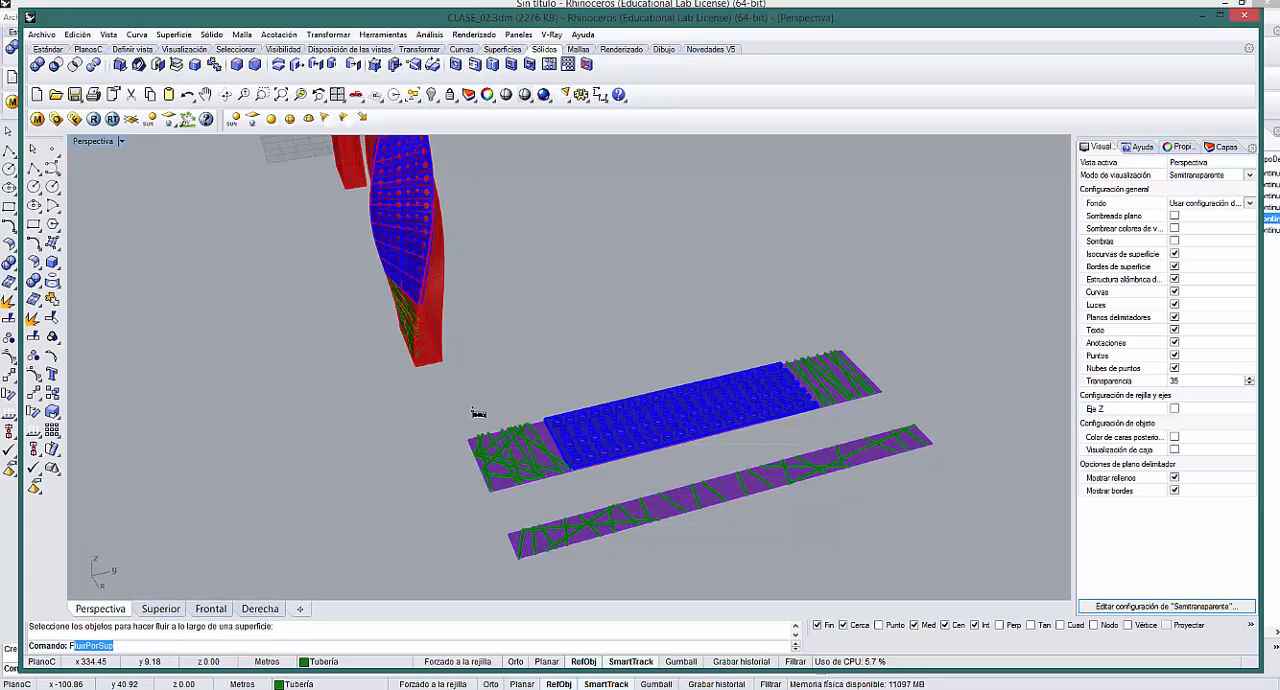 Sin título - Rhinoceros (Educational Lab License) (64-bit)
CLASE_02.3dm (2276 KB) - Rhinoceros (Educational Lab License) (64-bit) - [Perspectiva]
Archivo Edición Vista Curva Superficie Sólido Malla Acotación Transformar Herramientas Análisis Renderizado Paneles V-Ray Ayuda
Estándar PlanosC Definir vista Visualización Seleccionar Visibilidad Disposición de las vistas Transformar Curvas Superficies Sólidos Mallas Renderizado Dibujo Novedades V5
Perspectiva
Visual... Ayuda Propi... Capas
Vista activa Perspectiva
Modo de visualización Semitransparente
Configuración general
Fondo Usar configuración d...
Sombreado plano
Sombrear colores de v...
Sombras
Isocurvas de superficie
Bordes de superficie
Estructura alámbrica d...
Curvas
Luces
Planos delimitadores
Texto
Anotaciones
Puntos
Nubes de puntos
Transparencia 35
Configuración de rejilla y ejes
Eje Z
Configuración de objeto
Color de caras posterio...
Visualización de caja
Opciones de plano delimitador
Mostrar rellenos
Mostrar bordes
Editar configuración de "Semitransparente"...
z
y
x
Perspectiva Superior Frontal Derecha
Seleccione los objetos para hacer fluir a lo largo de una superficie:
Comando: FluirPorSup
Fin Cerca Punto Med Cen Int Perp Tan Cuad Nodo Vértice Proyectar
PlanoC x 334.45 y 9.18 z 0.00 Metros Tubería Forzado a la rejilla Orto Planar RefObj SmartTrack Gumball Grabar historial Filtrar Uso de CPU: 5.7 %
PlanoC x -100.86 y 40.92 z 0.00 Metros Tubería Forzado a la rejilla Orto Planar RefObj SmartTrack Gumball Grabar historial Filtrar Memoria física disponible: 11097 MB